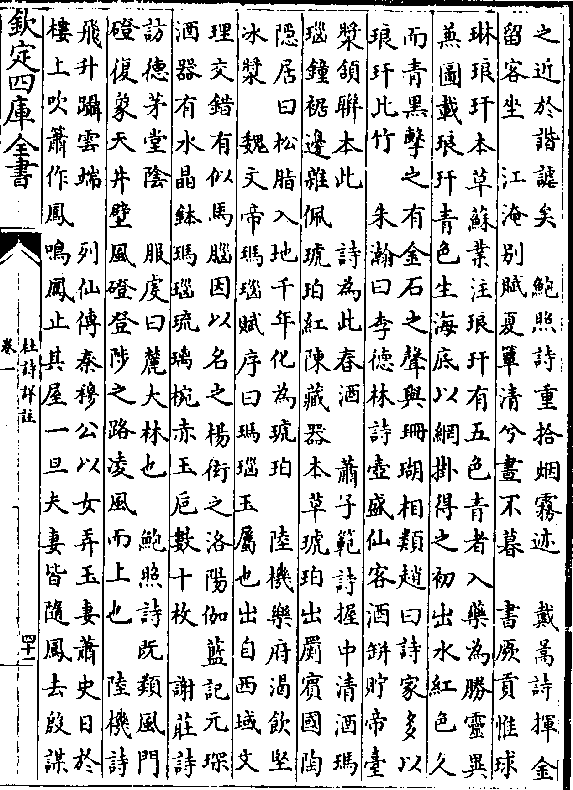 之近於諧謔矣　鮑照詩重拾烟霧迹　戴暠詩揮金
留客坐　江淹别賦夏簟清兮晝不暮　書厥貢惟球
琳琅玕本草蘇業注琅玕有五色青者入藥為勝靈異
兼圖載琅玕青色生海底以網掛得之初出水紅色久
而青黑擊之有金石之聲與珊瑚相類趙曰詩家多以
琅玕比竹　朱瀚曰李德林詩壺盛仙客酒缾貯帝臺
漿領聯本此　詩為此春酒　蕭子範詩握中清酒瑪
瑙鐘裾邊雜佩琥珀紅陳藏器本草琥珀出罽賓國陶
隠居曰松脂入地千年化為琥珀　陸機樂府渴飲堅
冰漿　魏文帝瑪瑙賦序曰瑪瑙玉屬也出自西域文
理交錯有似馬腦因以名之楊衒之洛陽伽藍記元琛
酒器有水晶鉢瑪瑙琉璃椀赤玉巵數十枚　謝莊詩
訪德茅堂陰　服虔曰麓大林也　鮑照詩既類風門
磴復象天井壁風磴登陟之路凌風而上也　陸機詩
飛升躡雲端　列仙傳秦穆公以女弄玉妻蕭史日於
樓上吹蕭作鳳鳴鳳止其屋一旦夫妻皆隨鳳去殷謀
欽定四庫全書
卷一
杜詩詳註
四十一